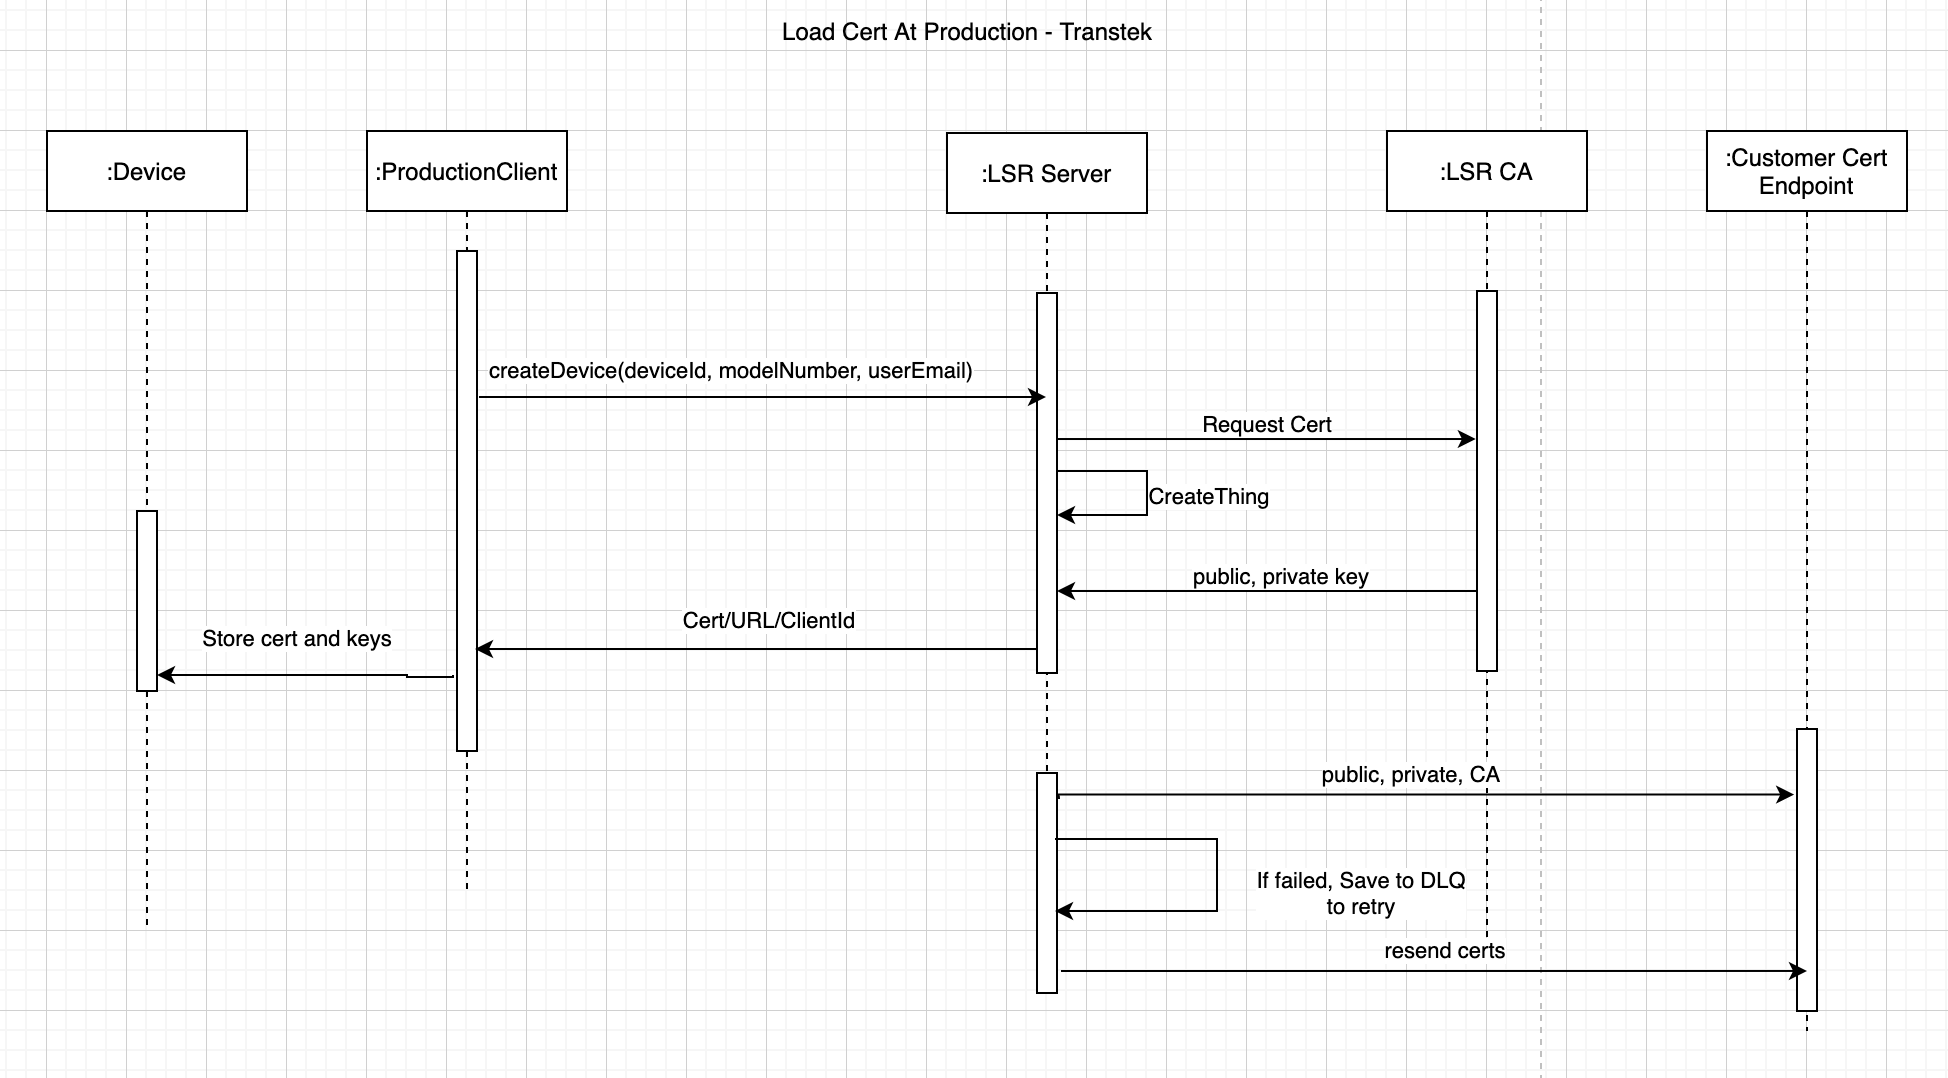 Load Cert At Production - Transtek
:Device
:ProductionClient
:LSR Server
:LSR CA
:Customer Cert
Endpoint
createDevice(deviceId, modelNumber, userEmail)
Request Cert
CreateThing
public, private key
Cert/URL/ClientId
Store cert and keys
public, private, CA
If failed, Save to DLQ
to retry
resend certs